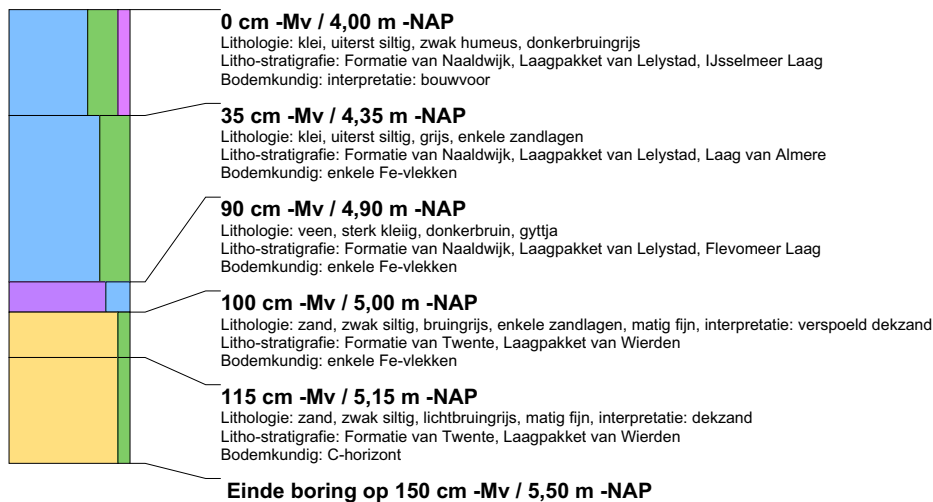 0 cm -Mv / 4,00 m -NAP
Lithologie: klei, uiterst siltig, zwak humeus, donkerbruingrijs
Litho-stratigrafie: Formatie van Naaldwijk, Laagpakket van Lelystad, IJsselmeer Laag
Bodemkundig: interpretatie: bouwvoor
35 cm -Mv / 4,35 m -NAP
Lithologie: klei, uiterst siltig, grijs, enkele zandlagen
Litho-stratigrafie: Formatie van Naaldwijk, Laagpakket van Lelystad, Laag van Almere
Bodemkundig: enkele Fe-vlekken
90 cm -Mv / 4,90 m -NAP
Lithologie: veen, sterk kleiig, donkerbruin, gyttja
Litho-stratigrafie: Formatie van Naaldwijk, Laagpakket van Lelystad, Flevomeer Laag
Bodemkundig: enkele Fe-vlekken
100 cm -Mv / 5,00 m -NAP
Lithologie: zand, zwak siltig, bruingrijs, enkele zandlagen, matig fijn, interpretatie: verspoeld dekzand
Litho-stratigrafie: Formatie van Twente, Laagpakket van Wierden
Bodemkundig: enkele Fe-vlekken
115 cm -Mv / 5,15 m -NAP
Lithologie: zand, zwak siltig, lichtbruingrijs, matig fijn, interpretatie: dekzand
Litho-stratigrafie: Formatie van Twente, Laagpakket van Wierden
Bodemkundig: C-horizont
Einde boring op 150 cm -Mv / 5,50 m -NAP